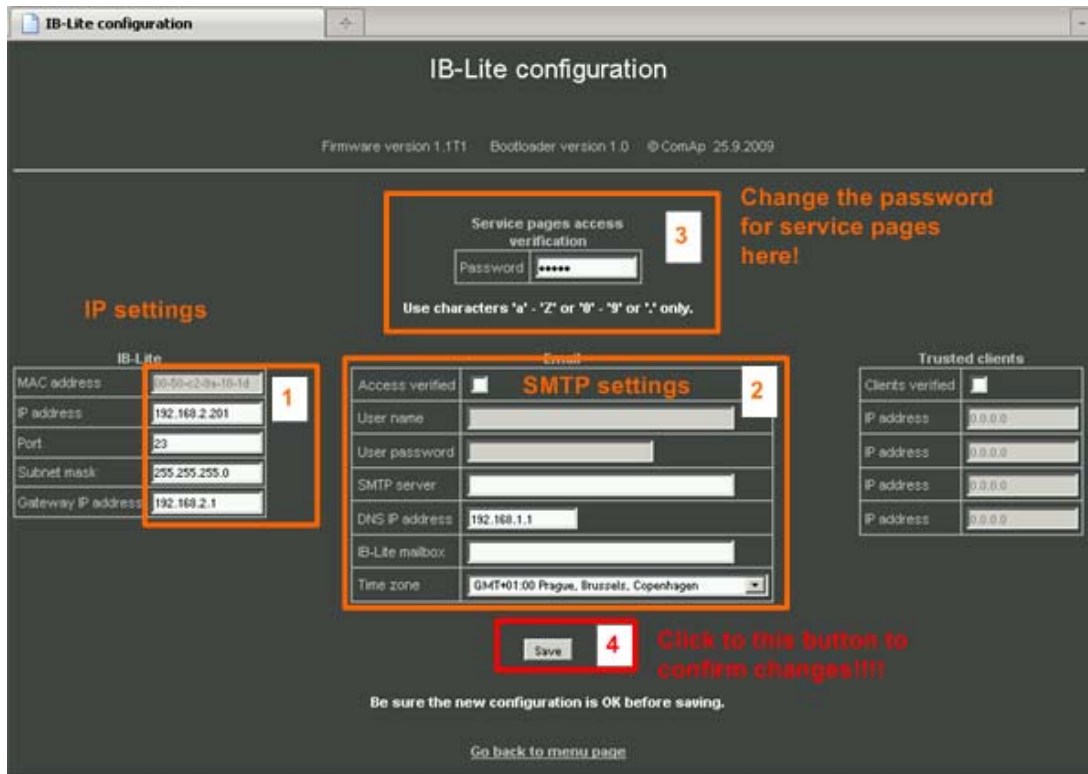 IB-Lite configuration
IB-Lite configuration
Firmware version 1.1T1 Bootloader version 1.0 © ComAp 25.9.2009
Change the password
for service pages
here!
Service pages access
verification
3
Password •••••
Use characters 'a' - 'Z' or '0' - '9' or '.' only.
IP settings
IB-Lite
MAC address
1
IP address 192.168.2.201
Port 23
Subnet mask 255.255.255.0
Gateway IP address 192.168.2.1
Email
Access verified
SMTP settings
2
User name
User password
SMTP server
DNS IP address 192.168.1.1
IB-Lite mailbox
Time zone GMT+01:00 Prague, Brussels, Copenhagen
Trusted clients
Clients verified
IP address 0.0.0.0
IP address 0.0.0.0
IP address 0.0.0.0
IP address 0.0.0.0
Save
4
Click to this button to
confirm changes!!!!
Be sure the new configuration is OK before saving.
Go back to menu page